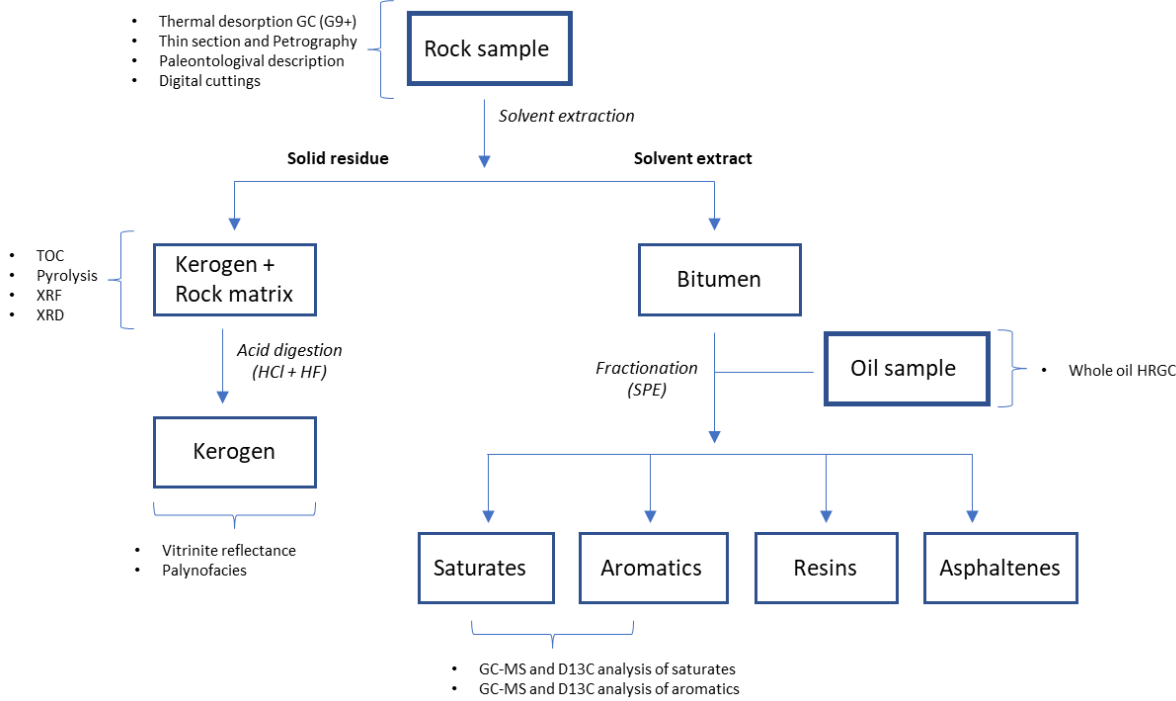 • Thermal desorption GC (G9+)
• Thin section and Petrography
• Paleontologival description
• Digital cuttings
Rock sample
Solvent extraction
Solid residue
Solvent extract
• TOC
• Pyrolysis
• XRF
• XRD
Kerogen +
Rock matrix
Bitumen
Acid digestion
(HCl + HF)
Fractionation
(SPE)
Oil sample
• Whole oil HRGC
Kerogen
• Vitrinite reflectance
• Palynofacies
Saturates
Aromatics
Resins
Asphaltenes
• GC-MS and D13C analysis of saturates
• GC-MS and D13C analysis of aromatics